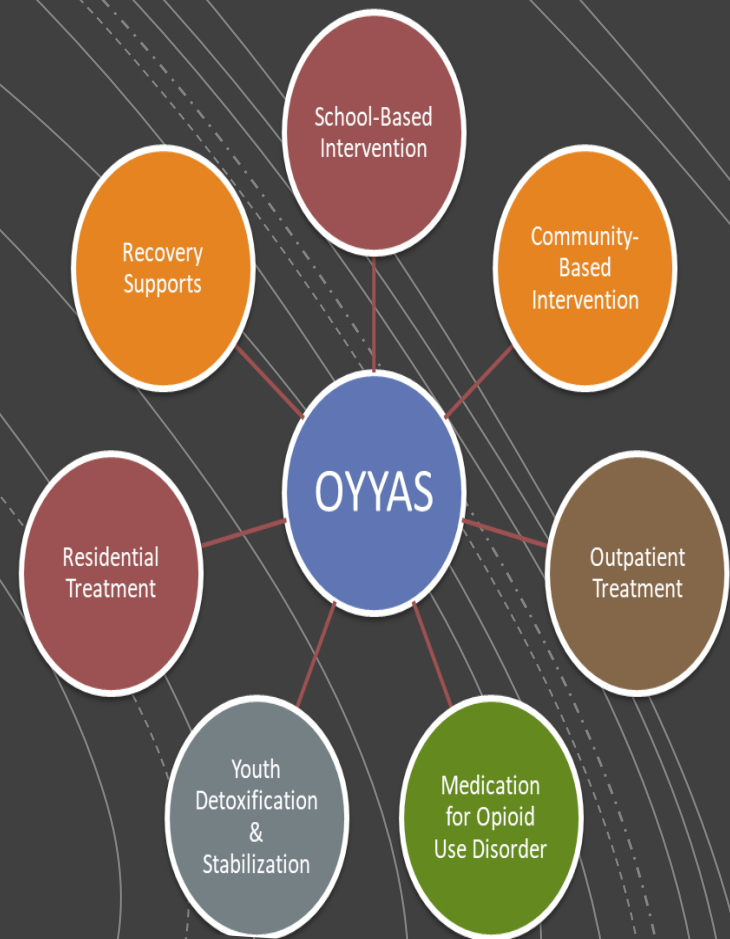 School-Based
Intervention
Community-
Based
Intervention
Outpatient
Treatment
Medication
for Opioid
Use Disorder
Youth
Detoxification
&
Stabilization
Residential
Treatment
Recovery
Supports
OYYAS